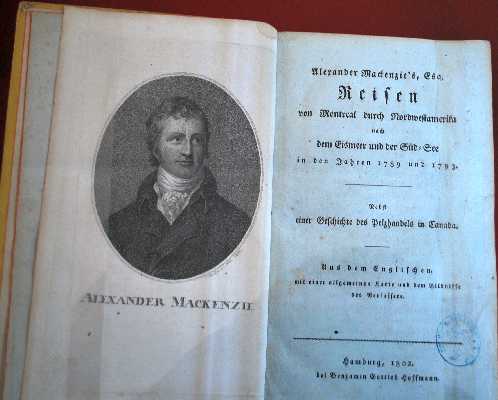 ALEXANDER MACKENZIE
Alexander Mackenzie's, Esq.
Reisen
von Montreal durch Nordwestamerika
nach
dem Eismeer und der Süd-See
in den Jahren 1789 und 1793.
Nebst
einer Geschichte des Pelzhandels in Canada.
Aus dem Englischen.
mit einer allgemeinen Karte und dem Bildnisse
des Verfassers.
Hamburg, 1802.
bei Benjamin Gottlob Hoffmann.